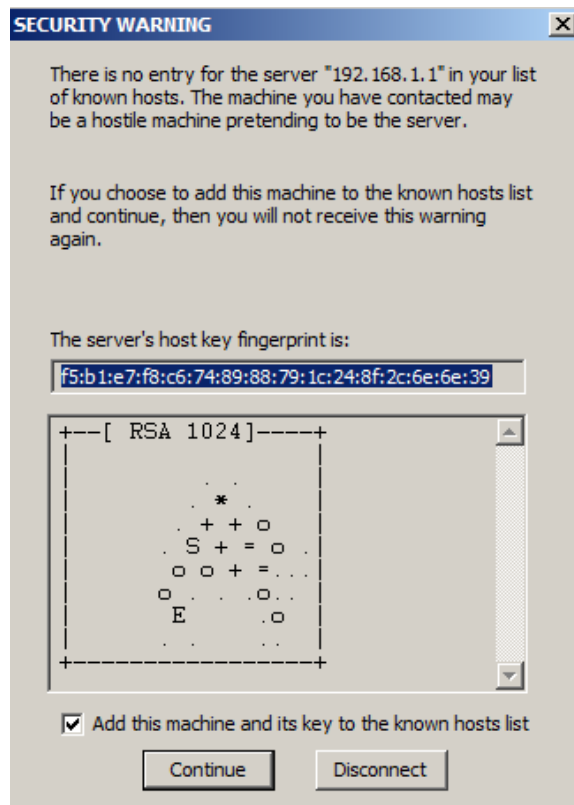 SECURITY WARNING
There is no entry for the server "192.168.1.1" in your list
of known hosts. The machine you have contacted may
be a hostile machine pretending to be the server.
If you choose to add this machine to the known hosts list
and continue, then you will not receive this warning
again.
The server's host key fingerprint is:
f5:b1:e7:f8:c6:74:89:88:79:1c:24:8f:2c:6e:6e:39
+--[ RSA 1024]----+
|                 |
|         . .     |
|        . * .    |
|       . + + o   |
|      . S + = o .|
|       o o + =...|
|      o . .  .o..|
|       E     .o  |
|      . .    ..  |
+-----------------+
Add this machine and its key to the known hosts list
Continue Disconnect